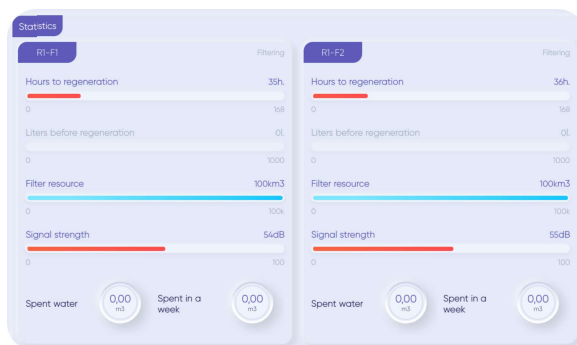 Statistics
R1-F1
Filtering
Hours to regeneration
35h.
0
168
Liters before regeneration
0l.
0
1000
Filter resource
100km3
0
100k
Signal strength
54dB
0
100
Spent water
0,00
m3
Spent in a
week
0,00
m3
R1-F2
Filtering
Hours to regeneration
36h.
0
168
Liters before regeneration
0l.
0
1000
Filter resource
100km3
0
100k
Signal strength
55dB
0
100
Spent water
0,00
m3
Spent in a
week
0,00
m3